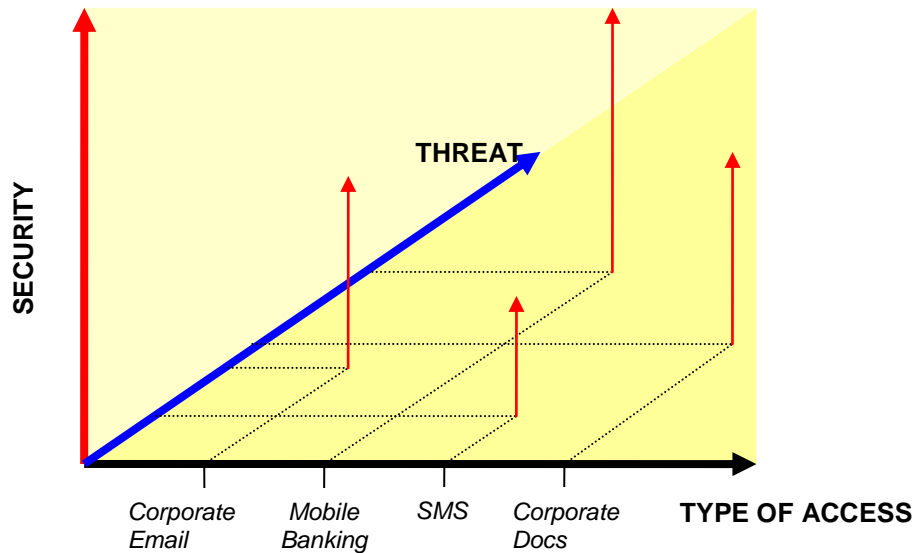 THREAT
SECURITY
Corporate
Email
Mobile
Banking
SMS
Corporate
Docs
TYPE OF ACCESS